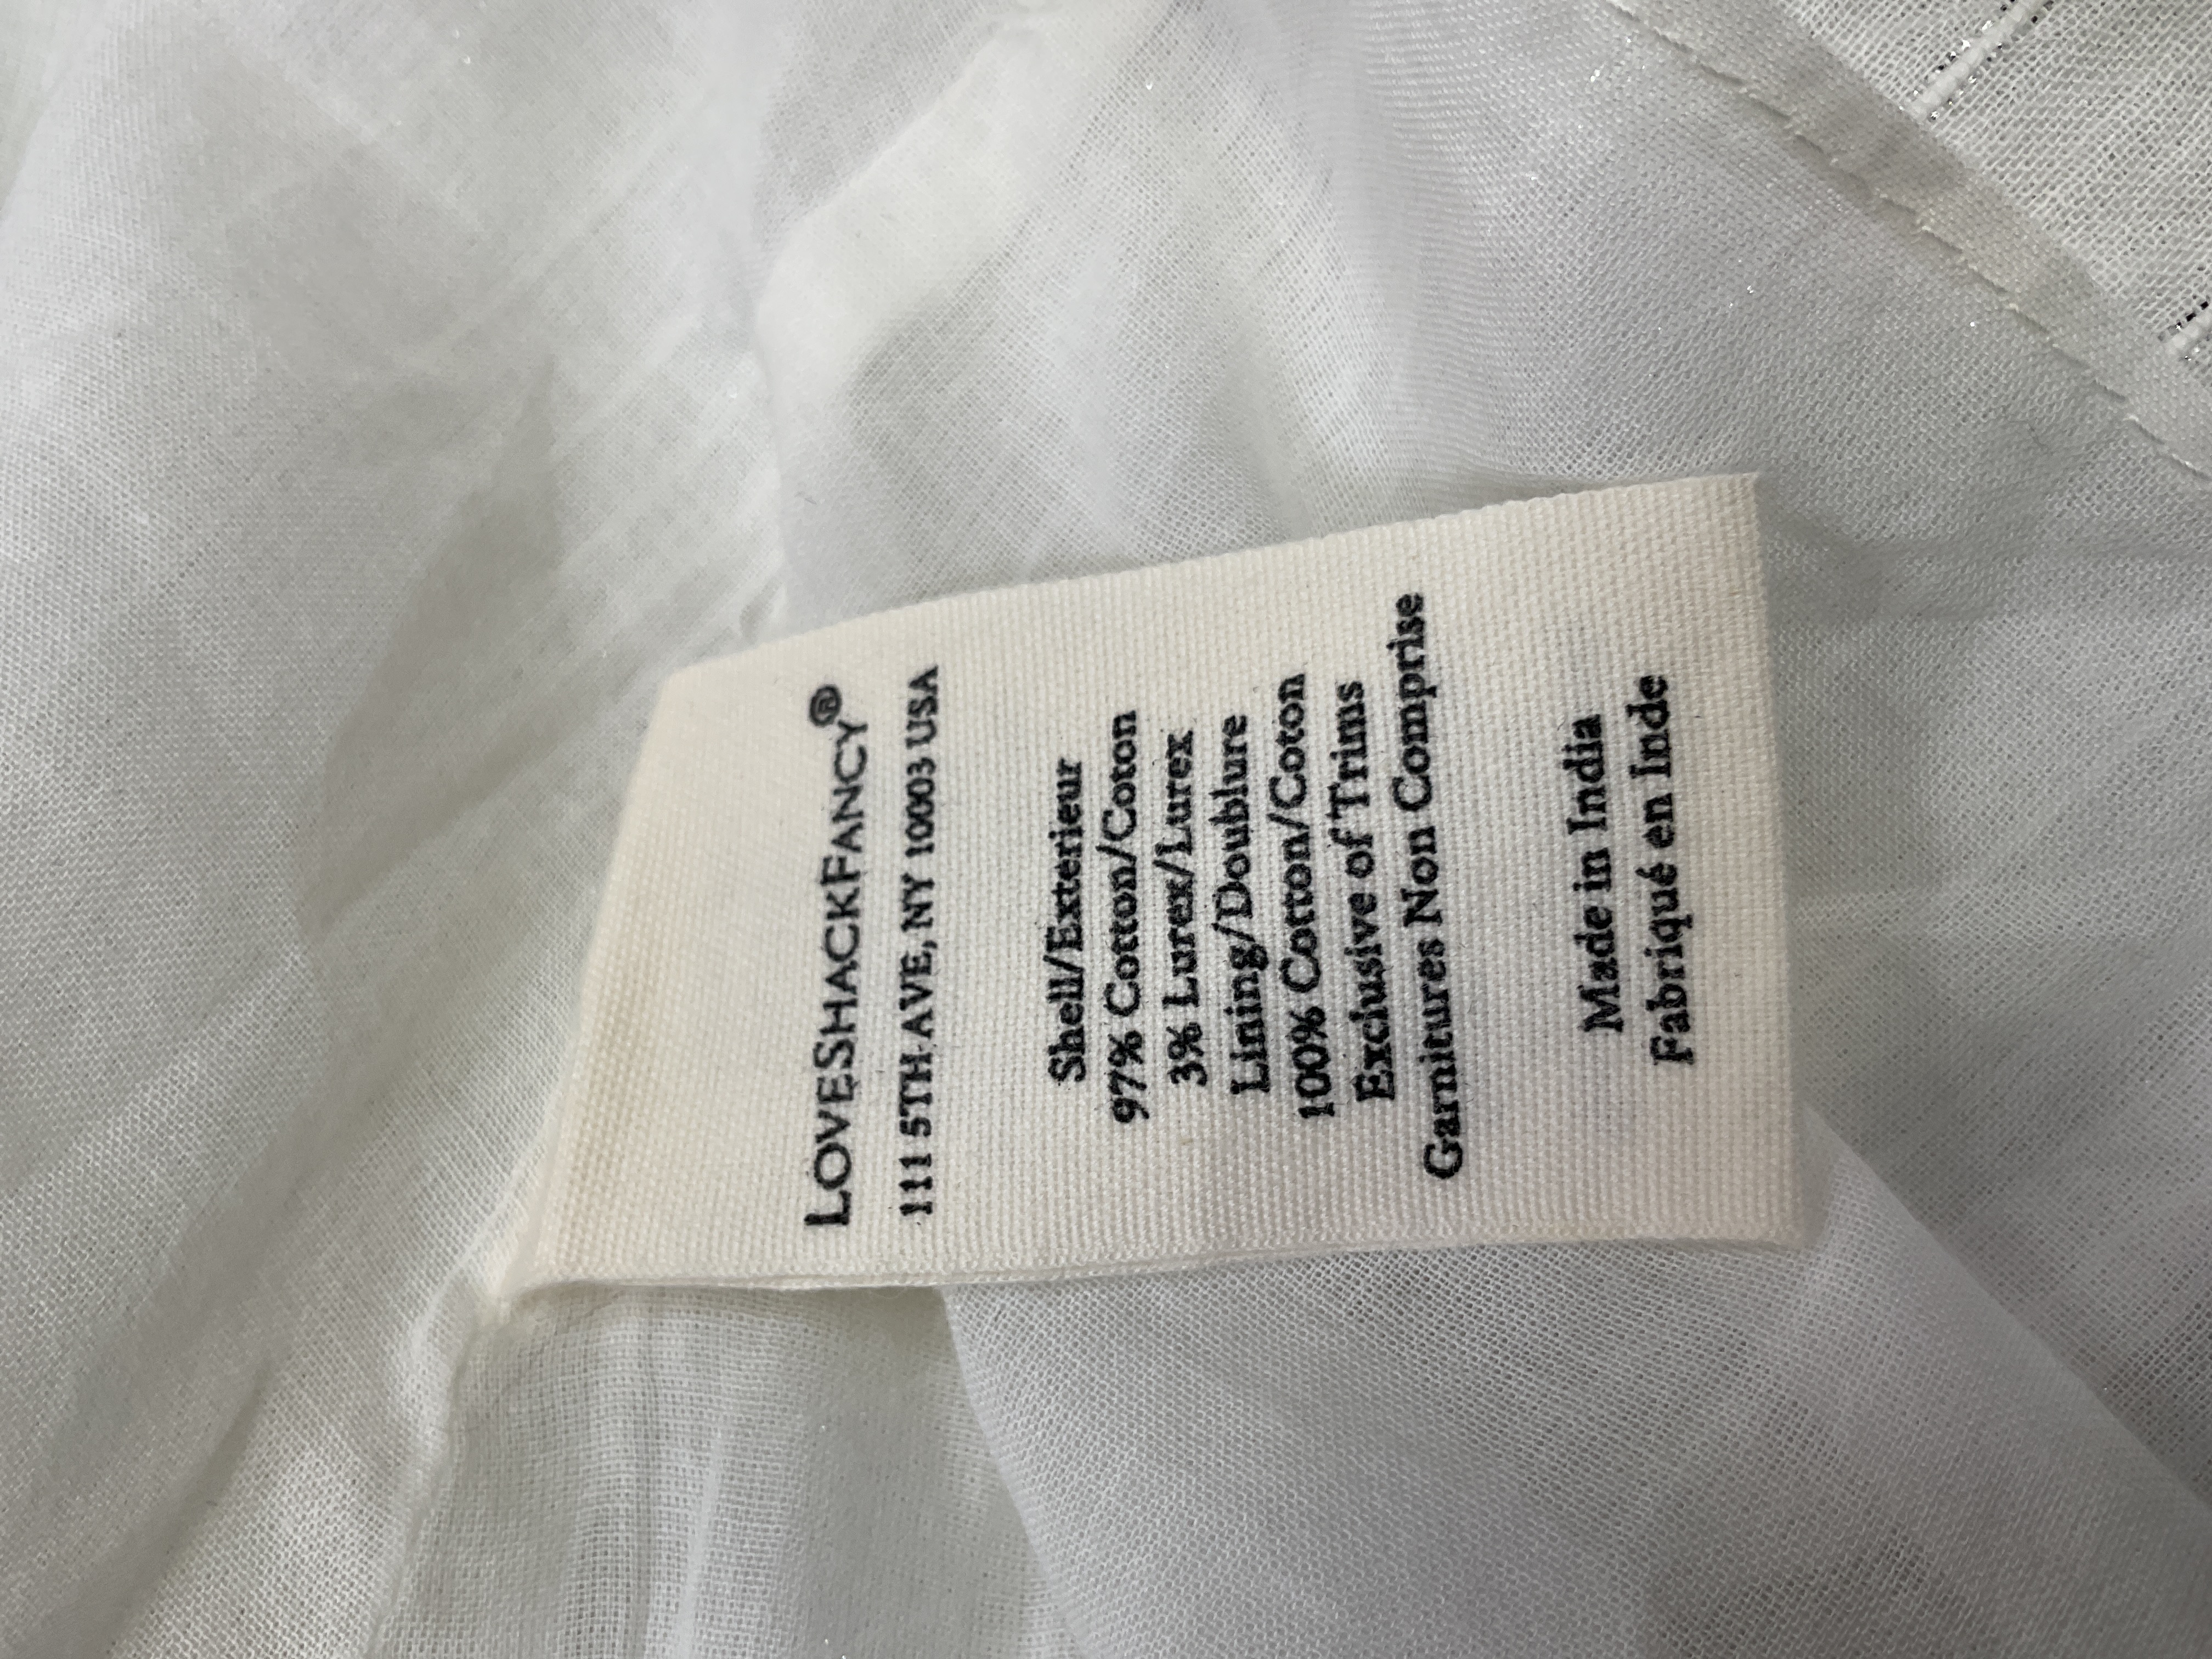 LOVESHACKFANCY®
111 5TH AVE, NY 10003 USA
Shell/Exterieur
97% Cotton/Coton
3% Lurex/Lurex
Lining/Doublure
100% Cotton/Coton
Exclusive of Trims
Garnitures Non Comprise
Made in India
Fabriqué en Inde